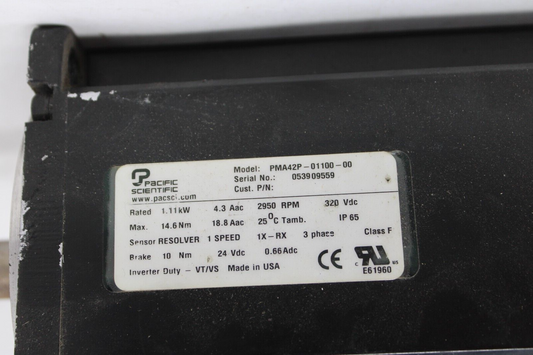 PACIFIC
SCIENTIFIC
www.pacsci.com
Model: PMA42P-01100-00
Serial No.: 053909559
Cust. P/N:
Rated 1.11kW 4.3 Aac 2950 RPM 320 Vdc
Max. 14.6Nm 18.8 Aac 25°C Tamb. IP 65
Sensor RESOLVER 1 SPEED 1X-RX 3 phase Class F
Brake 10 Nm 24 Vdc 0.66Adc
Inverter Duty - VT/VS Made in USA
CE
c RU us
E61960